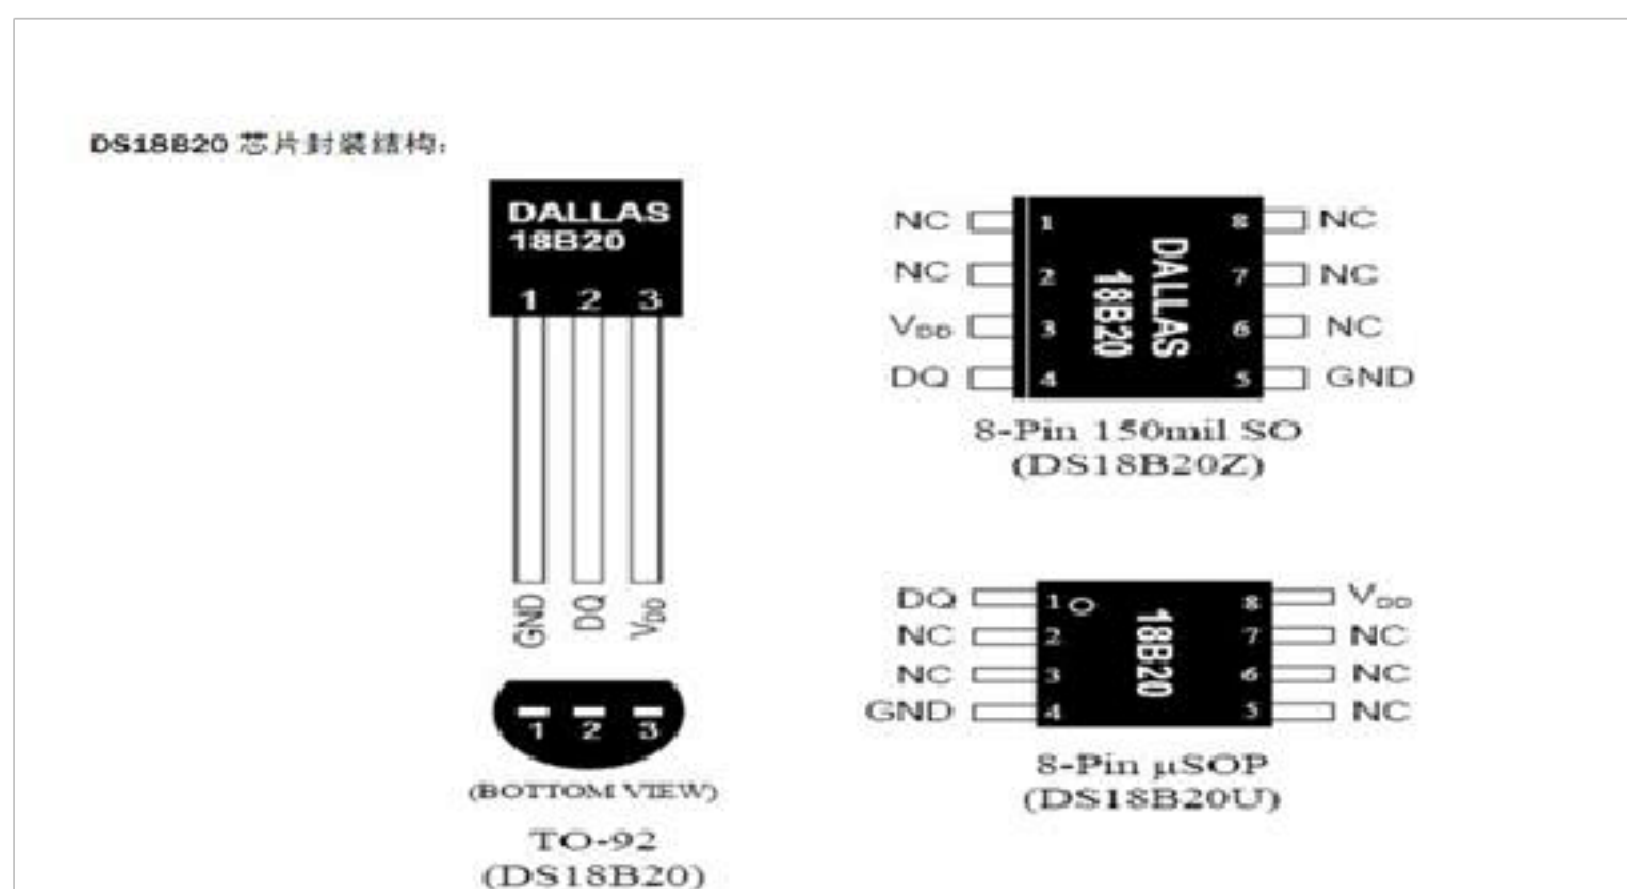 DS18B20 芯片封装结构:
DALLAS
18B20
1 2 3
GND DQ VDD
1 2 3
(BOTTOM VIEW)
TO-92
(DS18B20)
NC 1 8 NC
NC 2 7 NC
3 6 NC
DQ 4 5 GND
DALLAS
18B20
8-Pin 150mil SO
(DS18B20Z)
DQ 1 8 VDD
NC 2 7 NC
NC 3 6 NC
GND 4 5 NC
18B20
8-Pin µSOP
(DS18B20U)